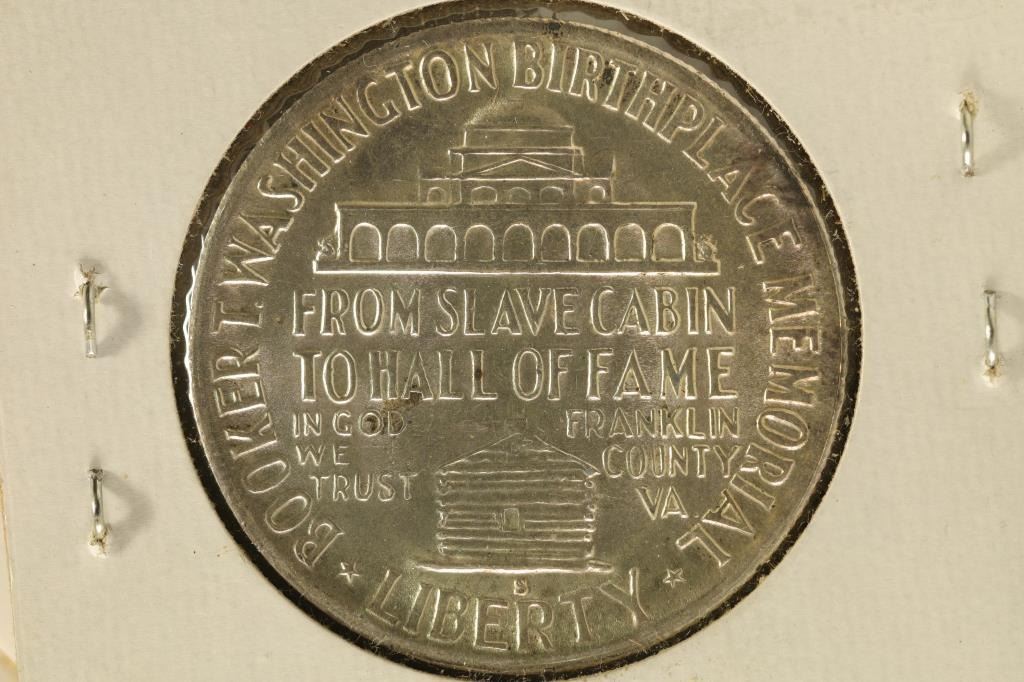 BOOKER T. WASHINGTON BIRTHPLACE MEMORIAL
FROM SLAVE CABIN
TO HALL OF FAME
IN GOD
WE
TRUST
FRANKLIN
COUNTY
VA.
S
LIBERTY